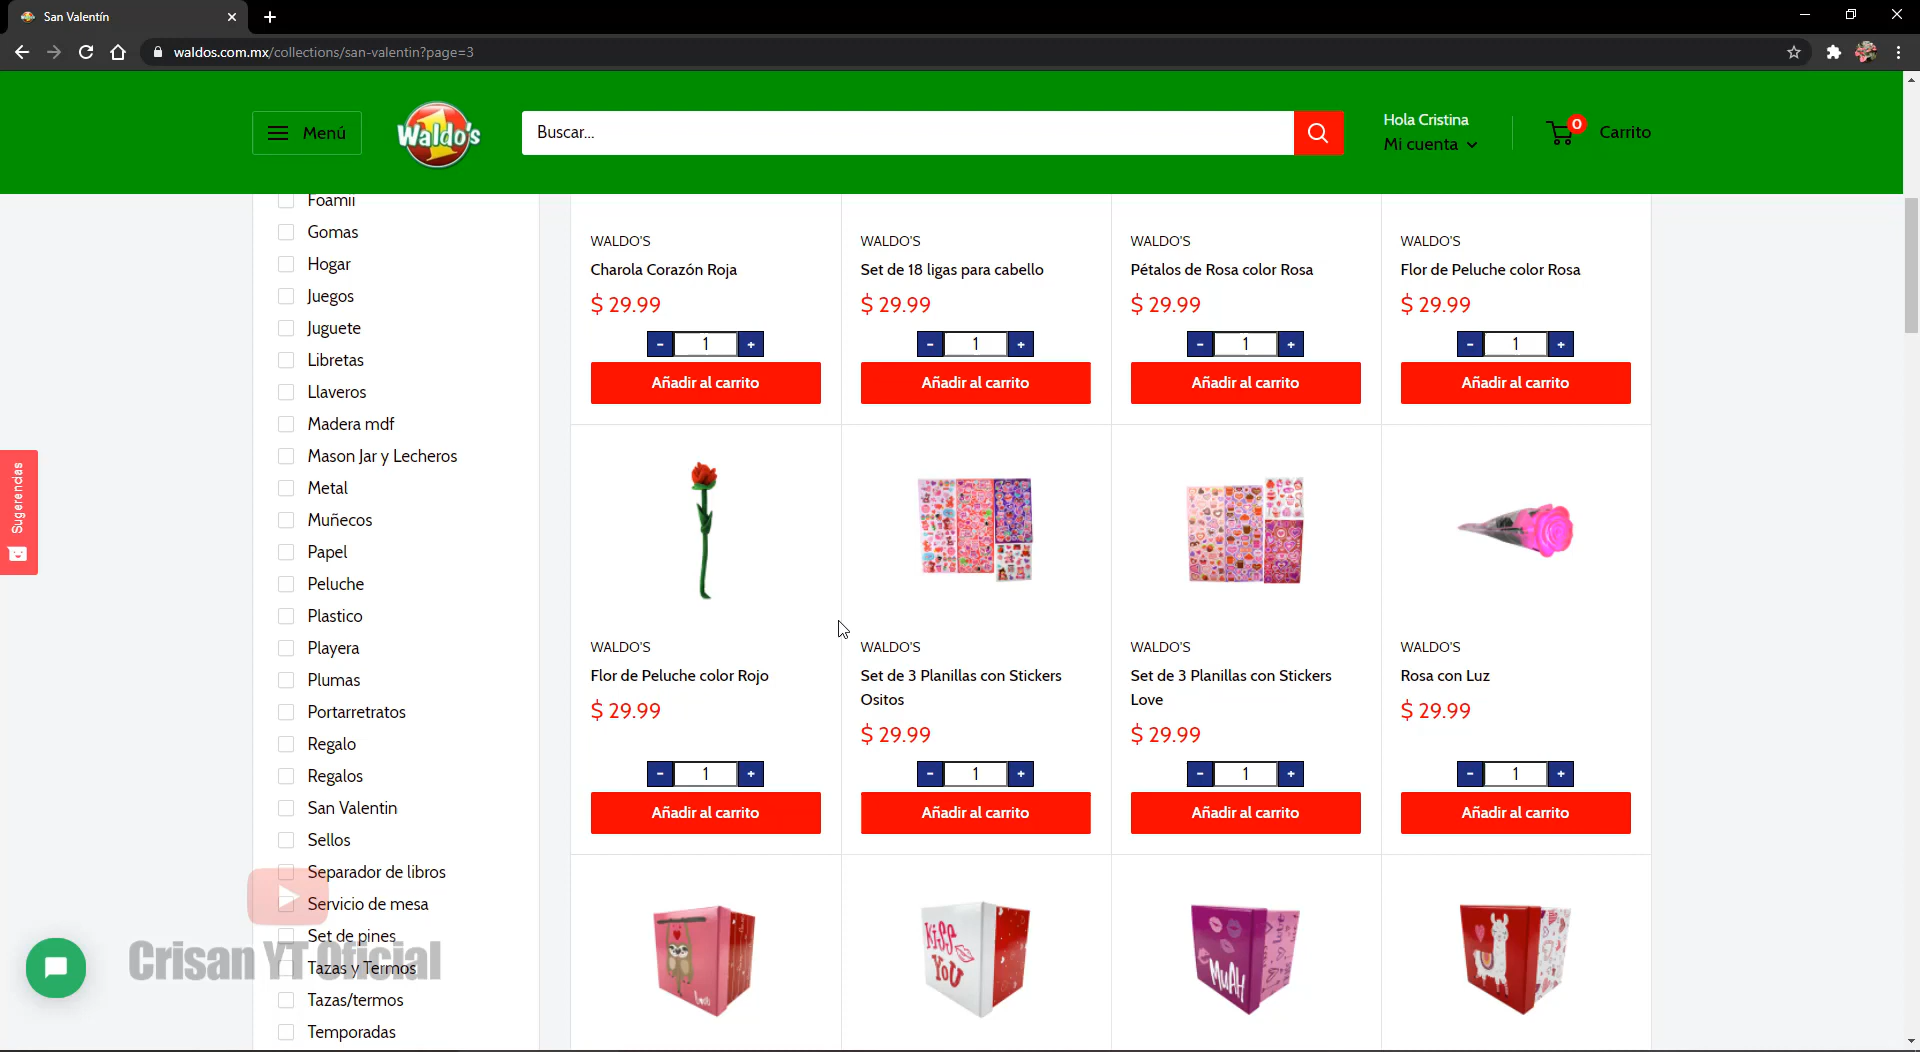 San Valentín
waldos.com.mx/collections/san-valentin?page=3
Menú
Waldo's
Buscar...
Hola Cristina
Mi cuenta
0
Carrito
Foamil
Gomas
Hogar
Juegos
Juguete
Libretas
Llaveros
Madera mdf
Mason Jar y Lecheros
Metal
Muñecos
Papel
Peluche
Plastico
Playera
Plumas
Portarretratos
Regalo
Regalos
San Valentin
Sellos
Separador de libros
Servicio de mesa
Set de pines
Tazas y Termos
Tazas/termos
Temporadas
Sugerendas
Crisan YT Oficial
WALDO'S
Charola Corazón Roja
$ 29.99
- 1 +
Añadir al carrito
WALDO'S
Set de 18 ligas para cabello
$ 29.99
- 1 +
Añadir al carrito
WALDO'S
Pétalos de Rosa color Rosa
$ 29.99
- 1 +
Añadir al carrito
WALDO'S
Flor de Peluche color Rosa
$ 29.99
- 1 +
Añadir al carrito
WALDO'S
Flor de Peluche color Rojo
$ 29.99
- 1 +
Añadir al carrito
WALDO'S
Set de 3 Planillas con Stickers
Ositos
$ 29.99
- 1 +
Añadir al carrito
WALDO'S
Set de 3 Planillas con Stickers
Love
$ 29.99
- 1 +
Añadir al carrito
WALDO'S
Rosa con Luz
$ 29.99
- 1 +
Añadir al carrito
KISS
YOU
MUAH